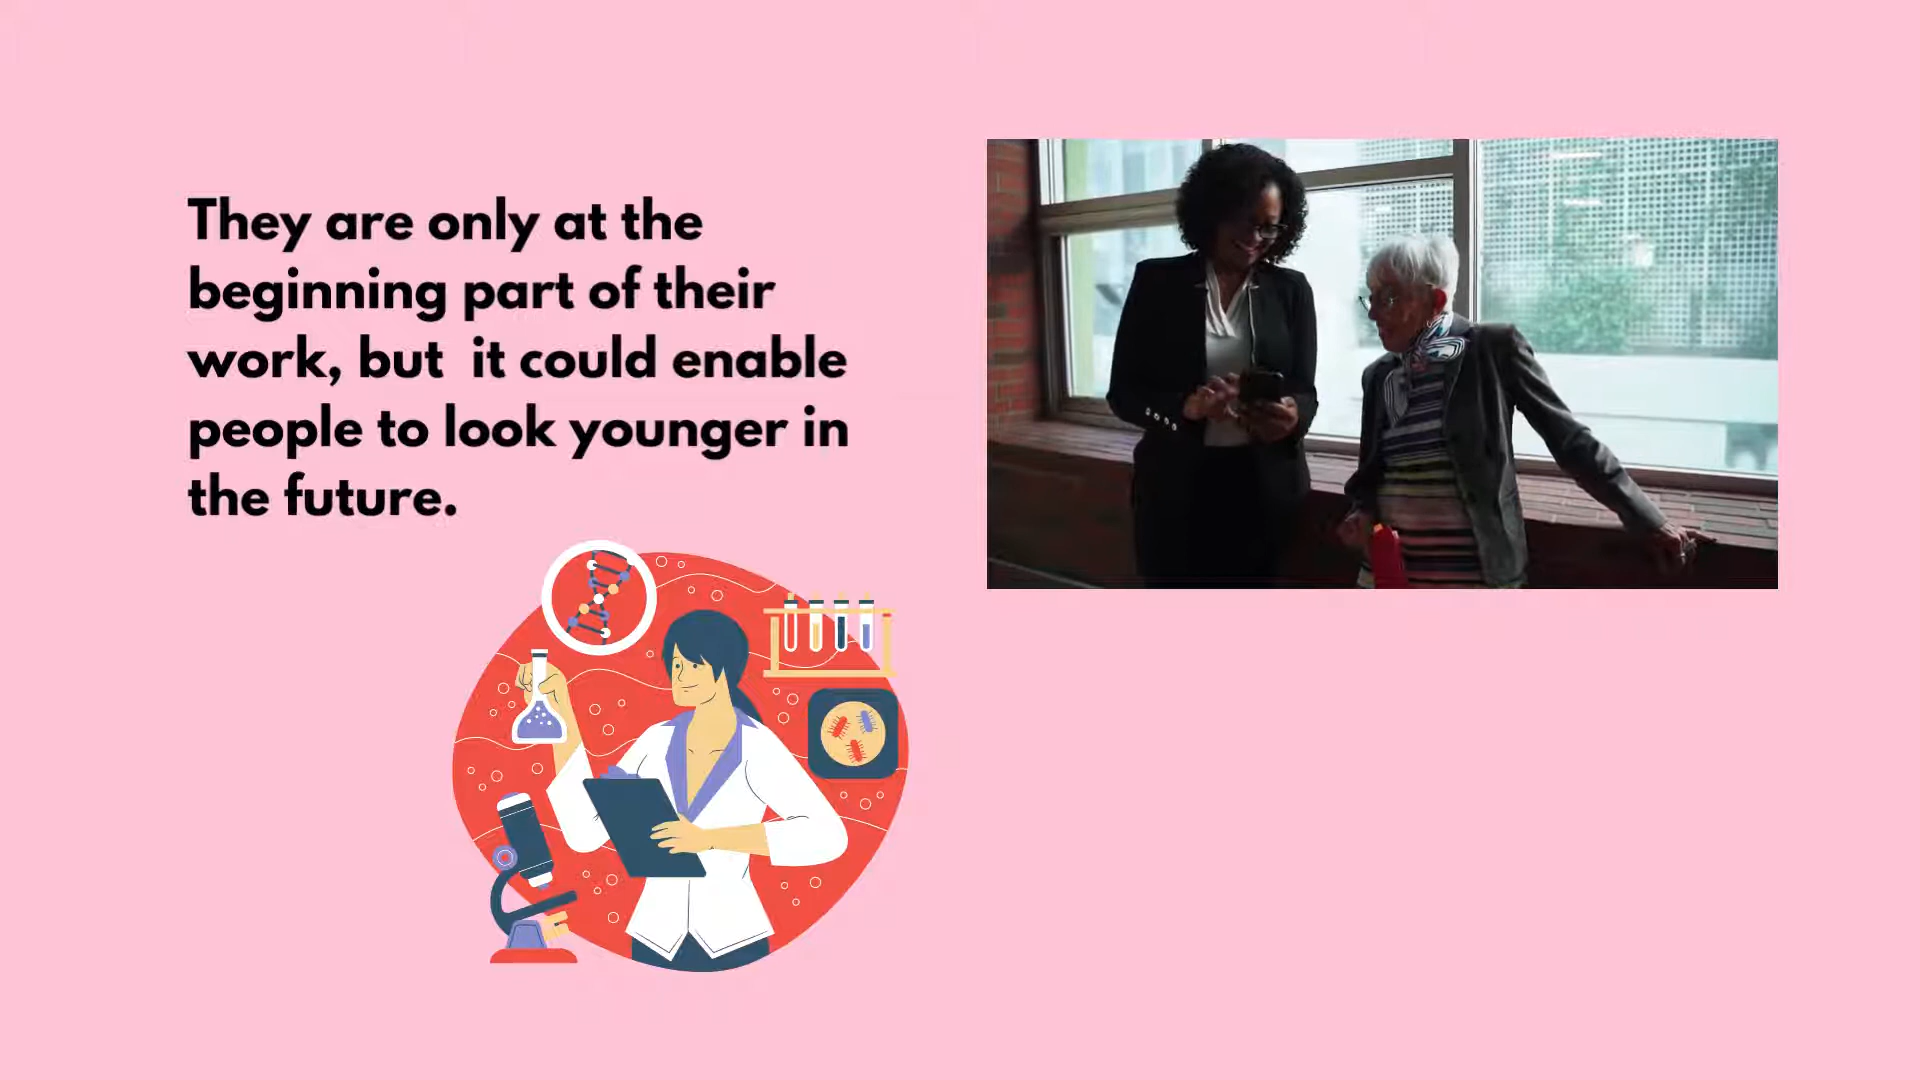 They are only at the
beginning part of their
work, but  it could enable
people to look younger in
the future.